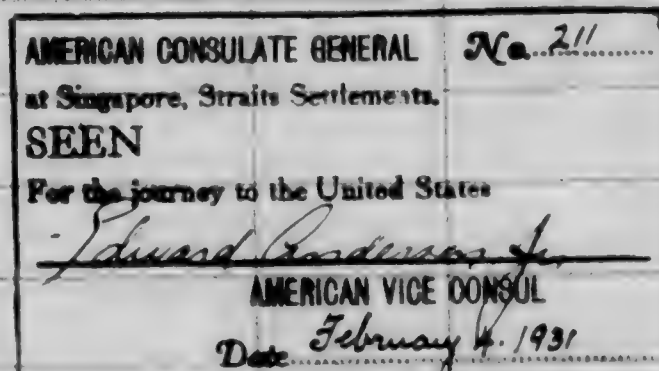 AMERICAN CONSULATE GENERAL No. 211
at Singapore, Straits Settlements.
SEEN
For the journey to the United States
Edward Anderson, Jr.
AMERICAN VICE CONSUL
Date February 4. 1931